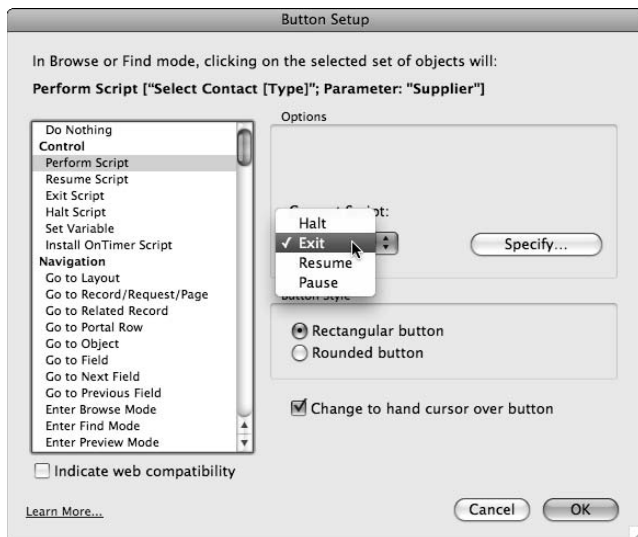 Button Setup
In Browse or Find mode, clicking on the selected set of objects will:
Perform Script ["Select Contact [Type]"; Parameter: "Supplier"]
Do Nothing
Control
Perform Script
Resume Script
Exit Script
Halt Script
Set Variable
Install OnTimer Script
Navigation
Go to Layout
Go to Record/Request/Page
Go to Related Record
Go to Portal Row
Go to Object
Go to Field
Go to Next Field
Go to Previous Field
Enter Browse Mode
Enter Find Mode
Enter Preview Mode
Indicate web compatibility
Learn More...
Options
Halt
✓ Exit
Resume
Pause
Specify...
Button Style
Rectangular button
Rounded button
Change to hand cursor over button
Cancel
OK